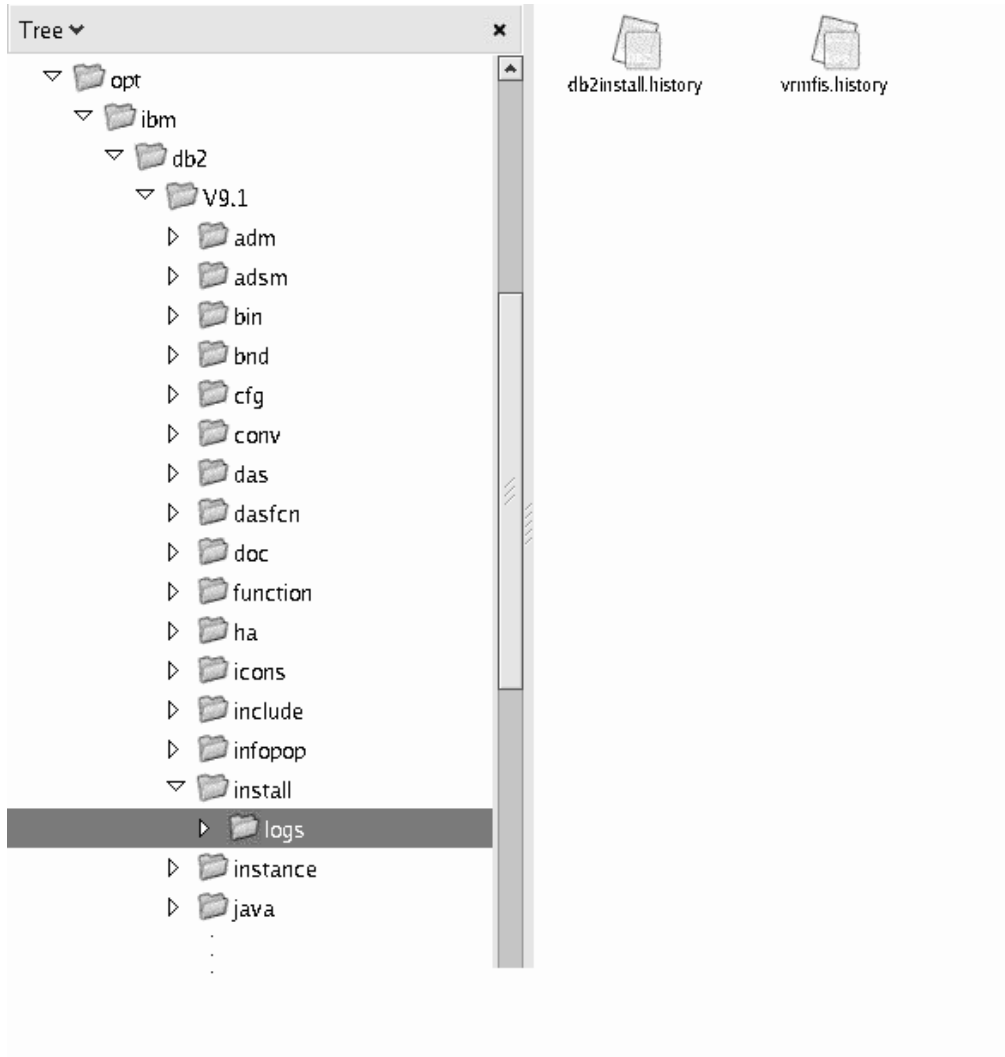 Tree
opt
ibm
db2
V9.1
adm
adsm
bin
bnd
cfg
conv
das
dasfcn
doc
function
ha
icons
include
infopop
install
logs
instance
java
db2install.history
vrmfis.history